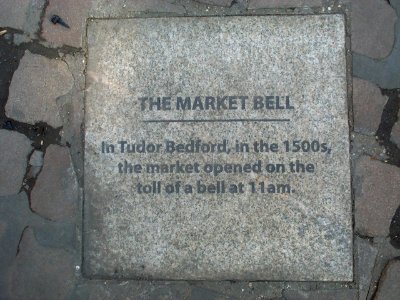 THE MARKET BELL
In Tudor Bedford, in the 1500s,
the market opened on the
toll of a bell at 11am.